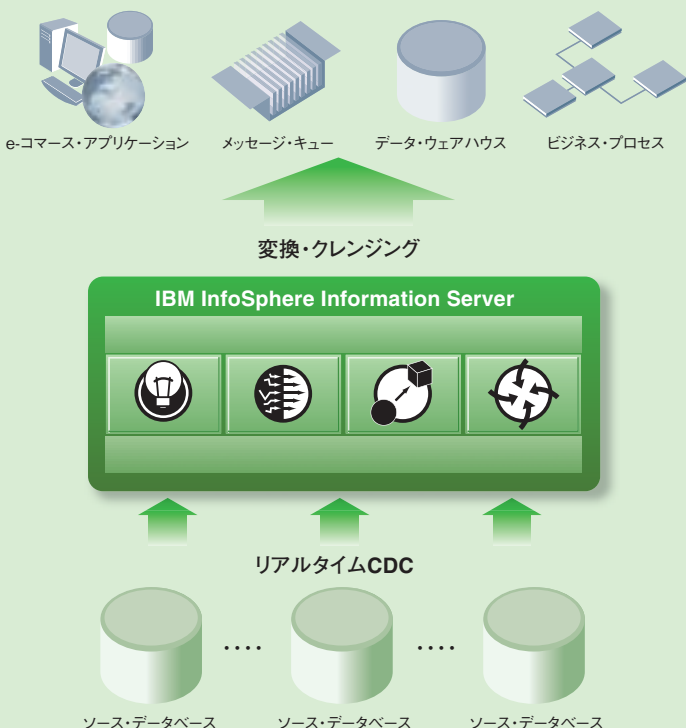 e-コマース・アプリケーション
メッセージ・キュー
データ・ウェアハウス
ビジネス・プロセス
変換・クレンジング
IBM InfoSphere Information Server
リアルタイムCDC
・・・・
・・・・
ソース・データベース
ソース・データベース
ソース・データベース